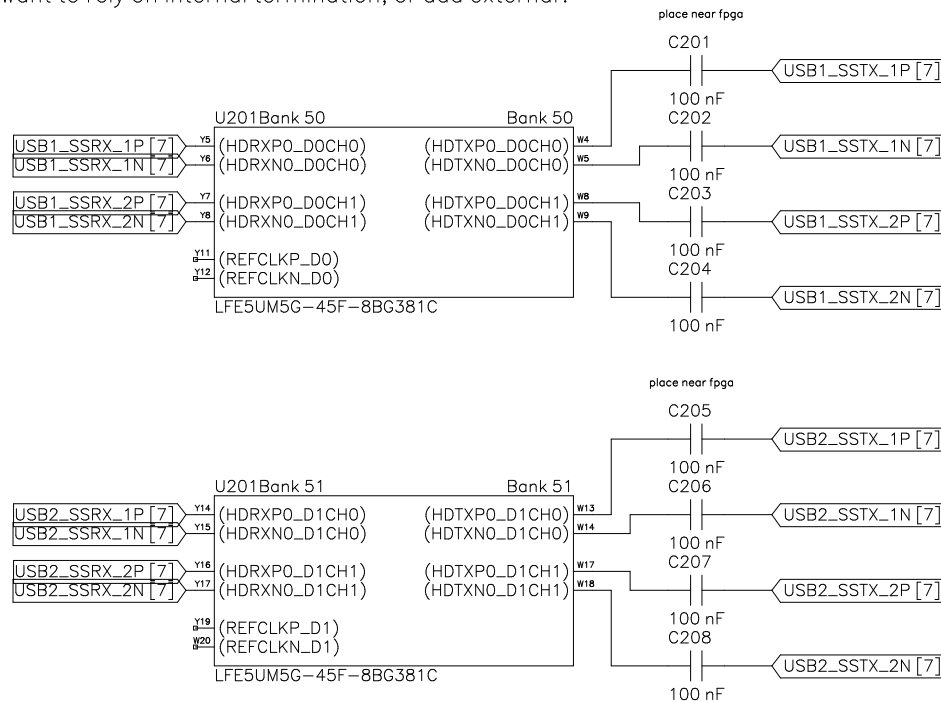 want to rely on internal termination, or add external?
place near fpga
C201
USB1_SSTX_1P [7]
100 nF
U201Bank 50
Bank 50
C202
USB1_SSRX_1P [7]
Y5
(HDRXP0_D0CH0)
(HDTXP0_D0CH0)
W4
USB1_SSTX_1N [7]
USB1_SSRX_1N [7]
Y6
(HDRXN0_D0CH0)
(HDTXN0_D0CH0)
W5
100 nF
C203
USB1_SSRX_2P [7]
Y7
(HDRXP0_D0CH1)
(HDTXP0_D0CH1)
W8
USB1_SSRX_2N [7]
Y8
(HDRXN0_D0CH1)
(HDTXN0_D0CH1)
W9
USB1_SSTX_2P [7]
100 nF
Y11
(REFCLKP_D0)
C204
Y12
(REFCLKN_D0)
USB1_SSTX_2N [7]
LFE5UM5G-45F-8BG381C
100 nF
place near fpga
C205
USB2_SSTX_1P [7]
100 nF
U201Bank 51
Bank 51
C206
USB2_SSRX_1P [7]
Y14
(HDRXP0_D1CH0)
(HDTXP0_D1CH0)
W13
USB2_SSTX_1N [7]
USB2_SSRX_1N [7]
Y15
(HDRXN0_D1CH0)
(HDTXN0_D1CH0)
W14
100 nF
C207
USB2_SSRX_2P [7]
Y16
(HDRXP0_D1CH1)
(HDTXP0_D1CH1)
W17
USB2_SSRX_2N [7]
Y17
(HDRXN0_D1CH1)
(HDTXN0_D1CH1)
W18
USB2_SSTX_2P [7]
100 nF
Y19
(REFCLKP_D1)
C208
W20
(REFCLKN_D1)
USB2_SSTX_2N [7]
LFE5UM5G-45F-8BG381C
100 nF